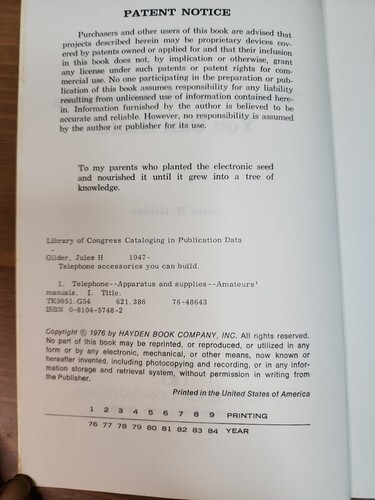 PATENT NOTICE
Purchasers and other users of this book are advised that
projects described herein may be proprietary devices cov-
ered by patents owned or applied for and that their inclusion
in this book does not, by implication or otherwise, grant
any license under such patents or patent rights for com-
mercial use. No one participating in the preparation or pub-
lication of this book assumes responsibility for any liability
resulting from unlicensed use of information contained here-
in. Information furnished by the author is believed to be
accurate and reliable. However, no responsibility is assumed
by the author or publisher for its use.
To my parents who planted the electronic seed
and nourished it until it grew into a tree of
knowledge.
Library of Congress Cataloging in Publication Data
Gilder, Jules H 1947-
Telephone accessories you can build.
1. Telephone--Apparatus and supplies--Amateurs'
manuals. I. Title.
TK9951.G54 621.386 76-48643
ISBN 0-8104-5748-2
Copyright © 1976 by HAYDEN BOOK COMPANY, INC. All rights reserved.
No part of this book may be reprinted, or reproduced, or utilized in any
form or by any electronic, mechanical, or other means, now known or
hereafter invented, including photocopying and recording, or in any infor-
mation storage and retrieval system, without permission in writing from
the Publisher.
Printed in the United States of America
1 2 3 4 5 6 7 8 9 PRINTING
76 77 78 79 80 81 82 83 84 YEAR